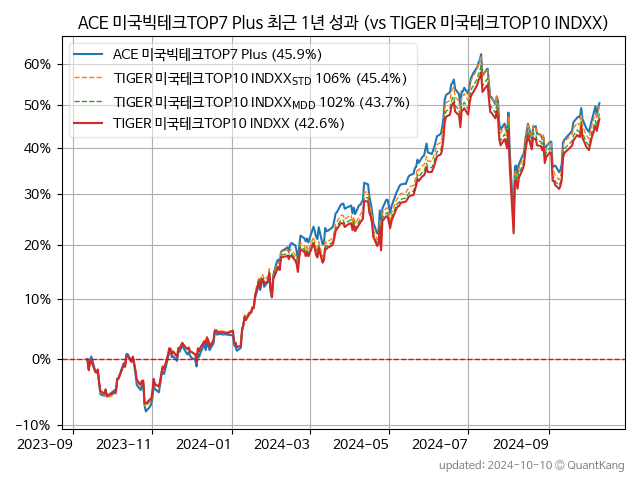 ACE 미국빅테크TOP7 Plus 최근 1년 성과 (vs TIGER 미국테크TOP10 INDXX)
ACE 미국빅테크TOP7 Plus (45.9%)
TIGER 미국테크TOP10 INDXXSTD 106% (45.4%)
TIGER 미국테크TOP10 INDXXMDD 102% (43.7%)
TIGER 미국테크TOP10 INDXX (42.6%)
60%
50%
40%
30%
20%
10%
0%
-10%
2023-09 2023-11 2024-01 2024-03 2024-05 2024-07 2024-09
updated: 2024-10-10 © QuantKang